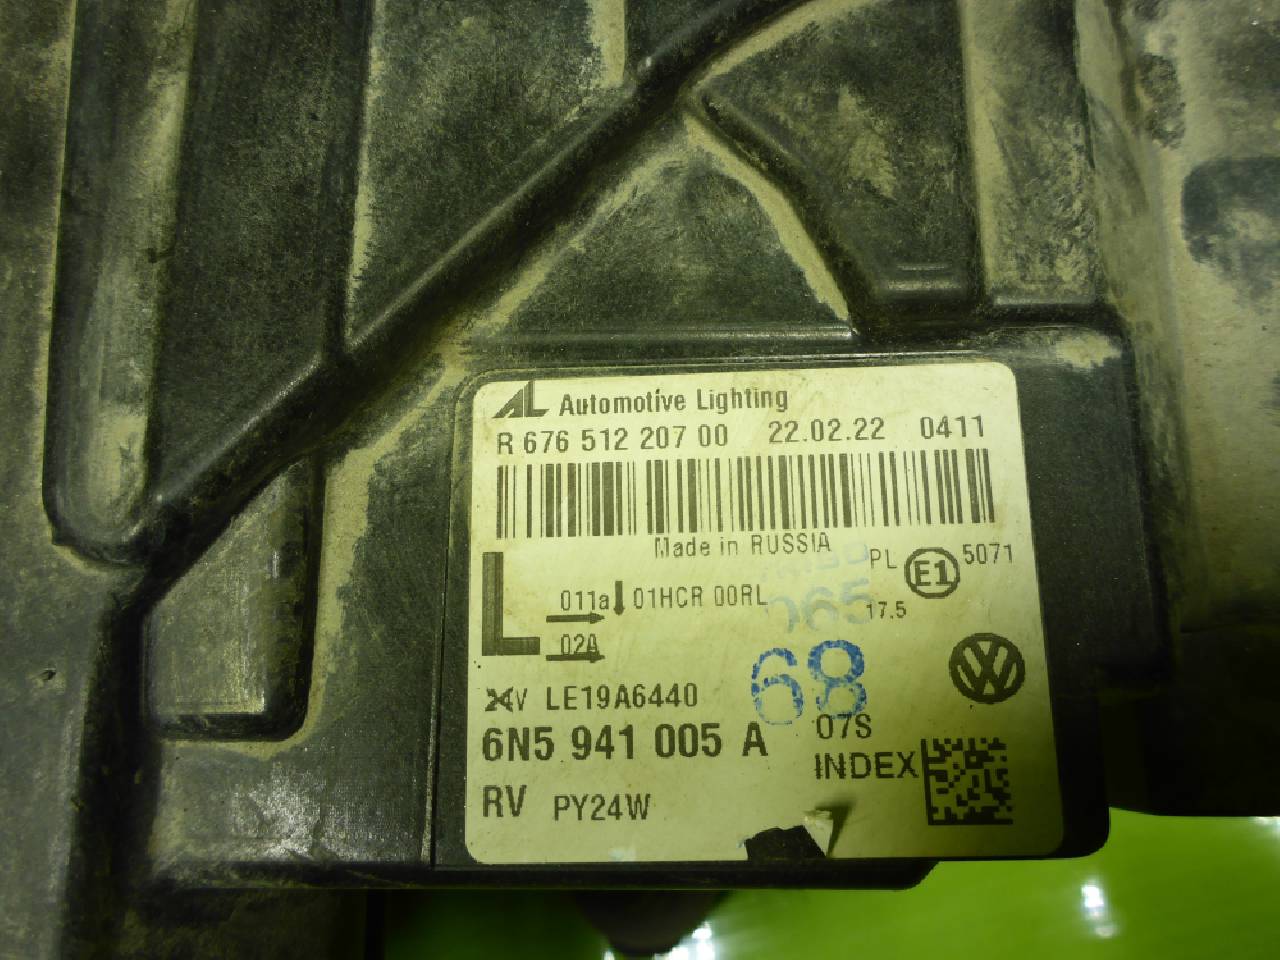 AL Automotive Lighting
R 676 512 207 00 22.02.22 0411
Made in RUSSIA
L 011a 01HCR 00RL PL E1 5071
17.5
02A
065
68
V LE19A6440
6N5 941 005 A 07S
INDEX
RV PY24W